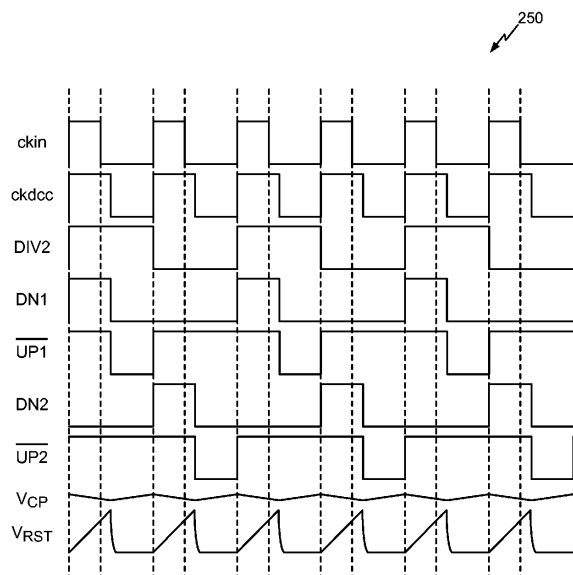 250
ckin
ckdcc
DIV2
DN1
UP1
DN2
UP2
VCP
VRST